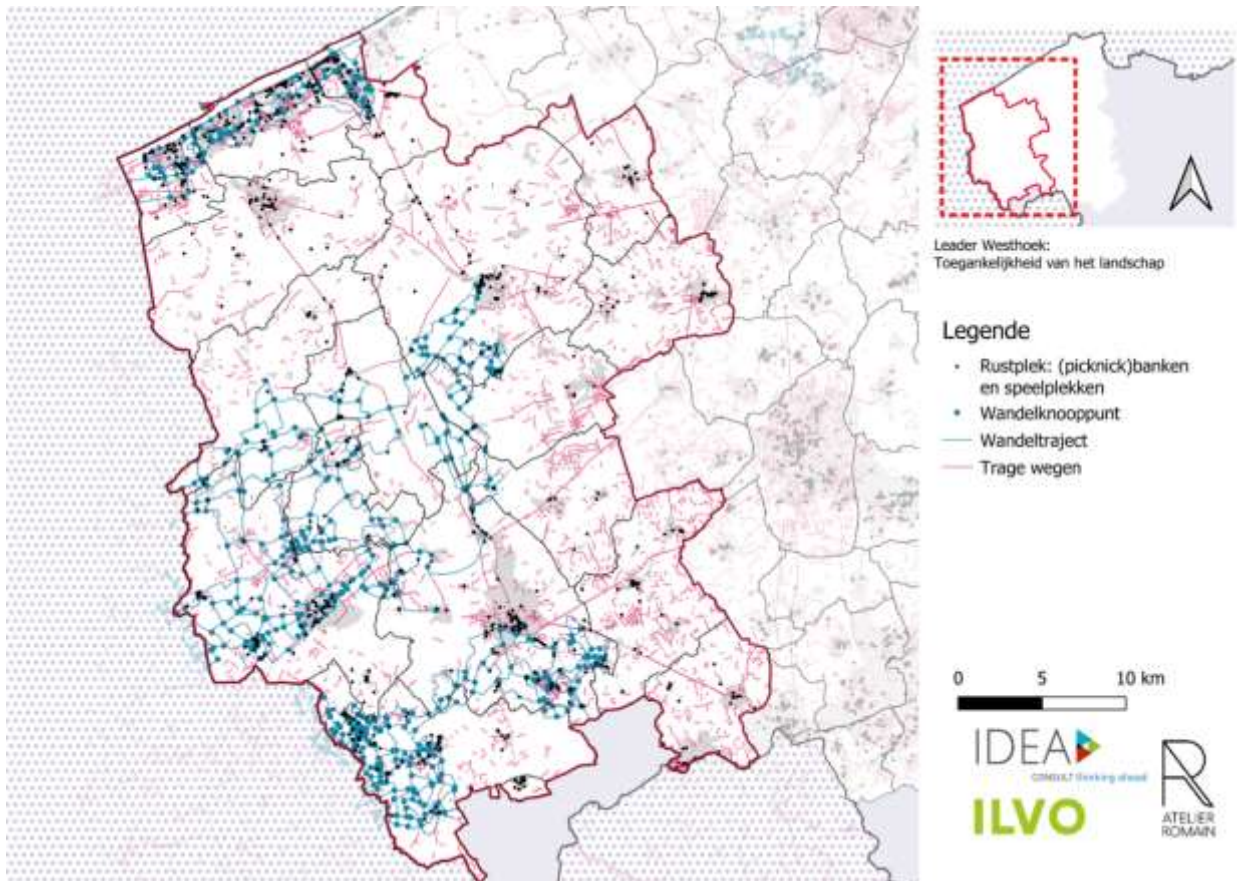 Leader Westhoek:
Toegankelijkheid van het landschap
Legende
Rustplek: (picknick)banken
en speelplekken
Wandelknooppunt
Wandeltraject
Trage wegen
0 5 10 km
IDEA
CONSULT thinking ahead
ILVO
ATELIER
ROMAIN